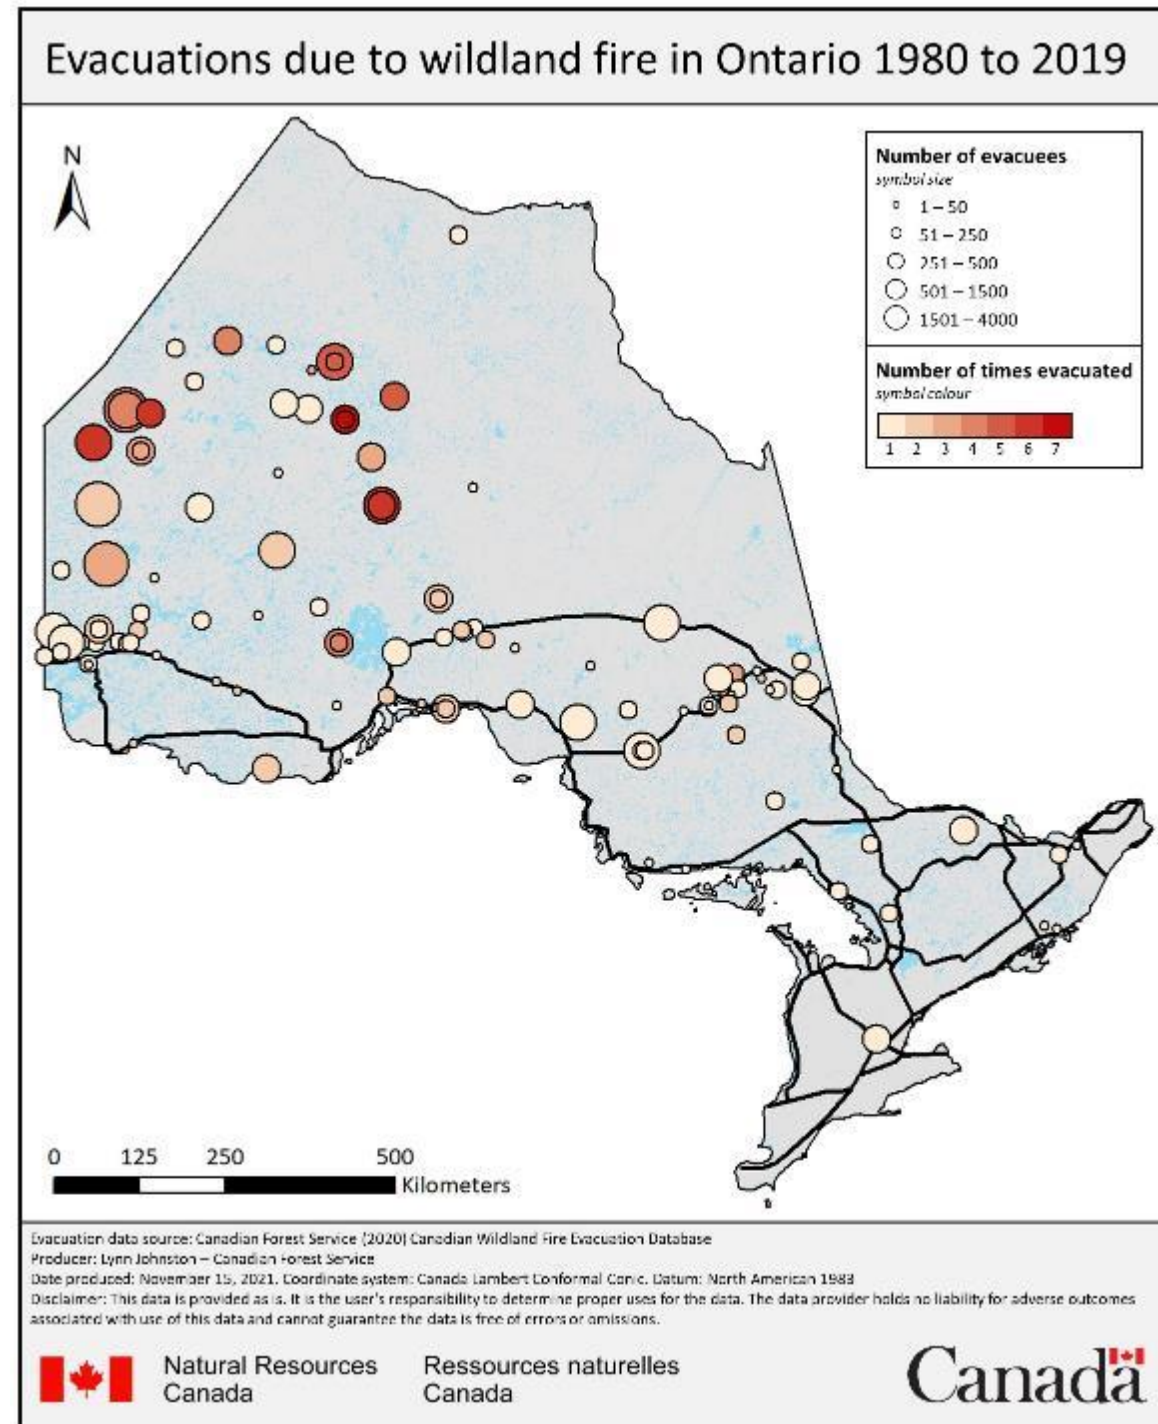 Evacuations due to wildland fire in Ontario 1980 to 2019
N
Number of evacuees
symbol size
1 – 50
51 – 250
251 – 500
501 – 1500
1501 – 4000
Number of times evacuated
symbol colour
1 2 3 4 5 6 7
0 125 250 500
Kilometers
Evacuation data source: Canadian Forest Service (2020) Canadian Wildland Fire Evacuation Database
Producer: Lynn Johnston – Canadian Forest Service
Date produced: November 15, 2021. Coordinate system: Canada Lambert Conformal Conic. Datum: North American 1983
Disclaimer: This data is provided as is. It is the user's responsibility to determine proper uses for the data. The data provider holds no liability for adverse outcomes
associated with use of this data and cannot guarantee the data is free of errors or omissions.
Natural Resources Ressources naturelles
Canada Canada
Canada